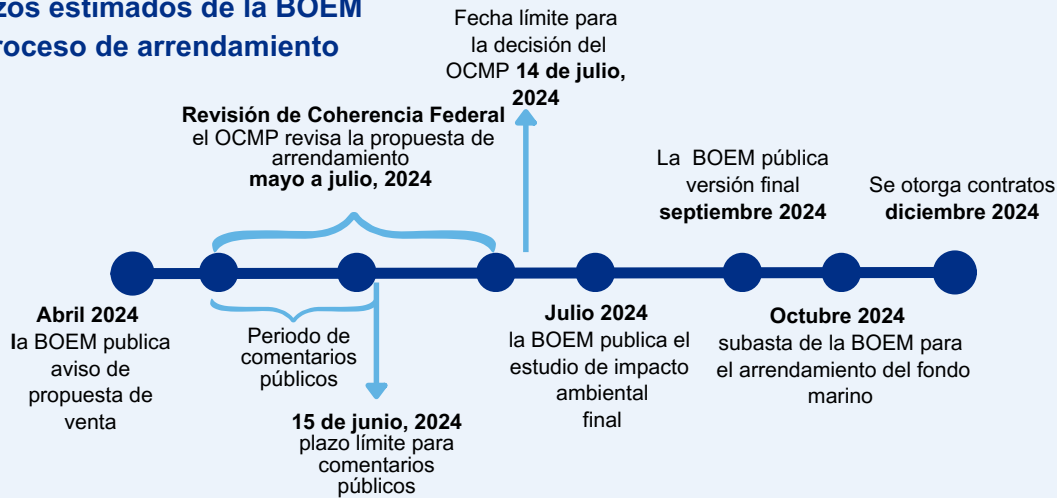 zos estimados de la BOEM
roceso de arrendamiento
Fecha límite para
la decisión del
OCMP 14 de julio,
2024
Revisión de Coherencia Federal
el OCMP revisa la propuesta de
arrendamiento
mayo a julio, 2024
La BOEM pública
versión final
septiembre 2024
Se otorga contratos
diciembre 2024
Abril 2024
la BOEM publica
aviso de
propuesta de
venta
Periodo de
comentarios
públicos
15 de junio, 2024
plazo límite para
comentarios
públicos
Julio 2024
la BOEM publica el
estudio de impacto
ambiental
final
Octubre 2024
subasta de la BOEM para
el arrendamiento del fondo
marino